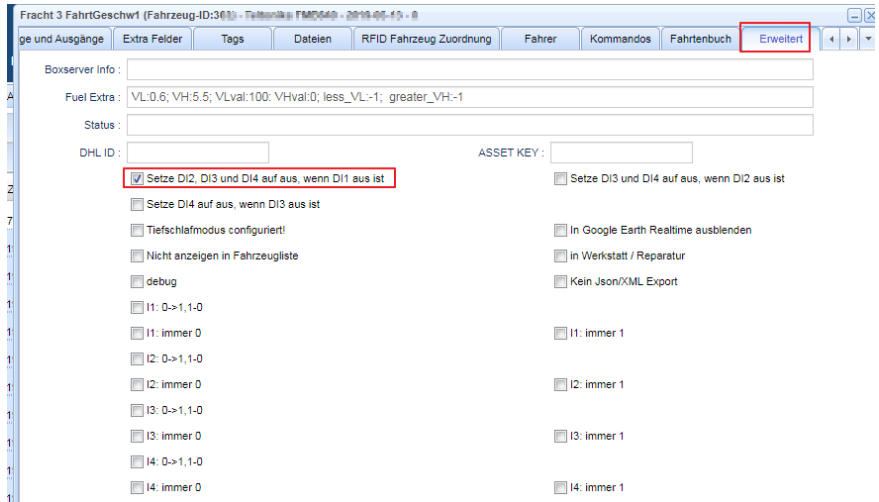 Fracht 3 FahrtGeschw1 (Fahrzeug-ID:
ge und Ausgänge Extra Felder Tags Dateien RFID Fahrzeug Zuordnung Fahrer Kommandos Fahrtenbuch Erweitert
Boxserver Info :
Fuel Extra : VL:0.6; VH:5.5; VLval:100: VHval:0; less_VL:-1; greater_VH:-1
Status :
DHL ID : ASSET KEY :
Setze DI2, DI3 und DI4 auf aus, wenn DI1 aus ist Setze DI3 und DI4 auf aus, wenn DI2 aus ist
Setze DI4 auf aus, wenn DI3 aus ist
Tiefschlafmodus configuriert! In Google Earth Realtime ausblenden
Nicht anzeigen in Fahrzeugliste in Werkstatt / Reparatur
debug Kein Json/XML Export
I1: 0->1,1-0
I1: immer 0 I1: immer 1
I2: 0->1,1-0
I2: immer 0 I2: immer 1
I3: 0->1,1-0
I3: immer 0 I3: immer 1
I4: 0->1,1-0
I4: immer 0 I4: immer 1